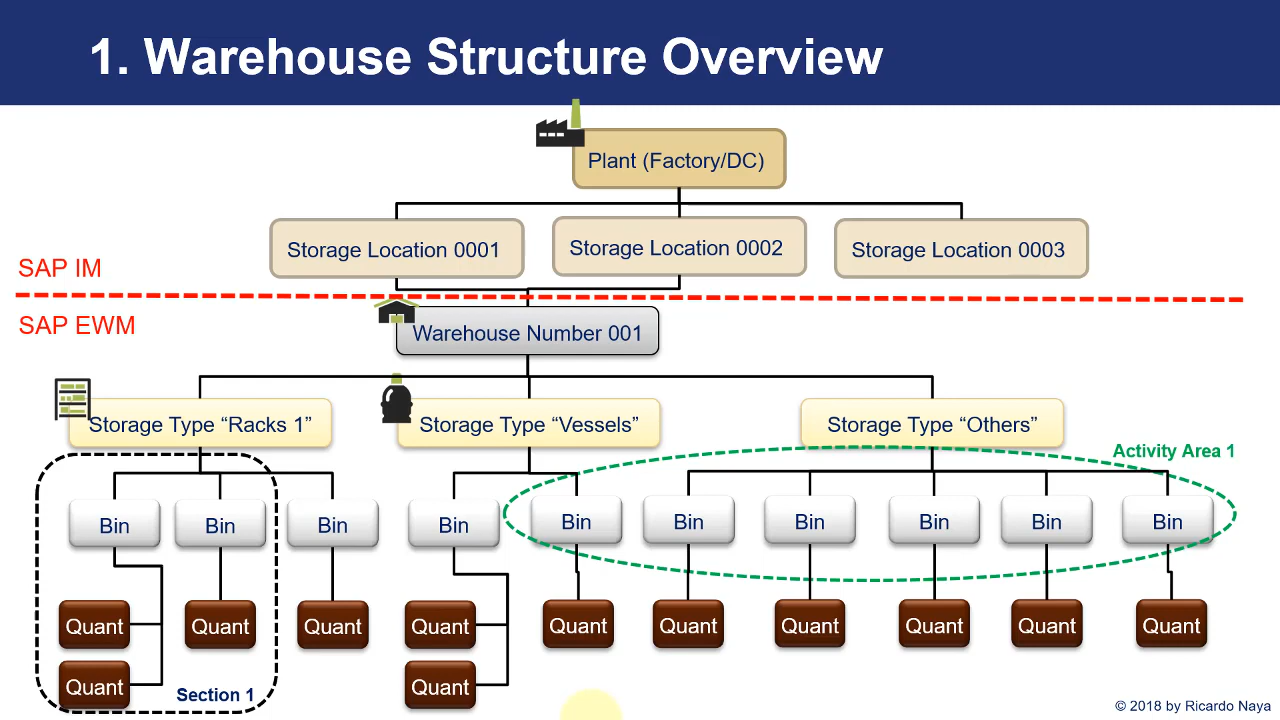 1. Warehouse Structure Overview
Plant (Factory/DC)
Storage Location 0001
Storage Location 0002
Storage Location 0003
SAP IM
SAP EWM
Warehouse Number 001
Storage Type “Racks 1”
Storage Type “Vessels”
Storage Type “Others”
Activity Area 1
Bin
Bin
Bin
Bin
Bin
Bin
Bin
Bin
Bin
Bin
Quant
Quant
Quant
Quant
Quant
Quant
Quant
Quant
Quant
Quant
Quant
Section 1
Quant
© 2018 by Ricardo Naya